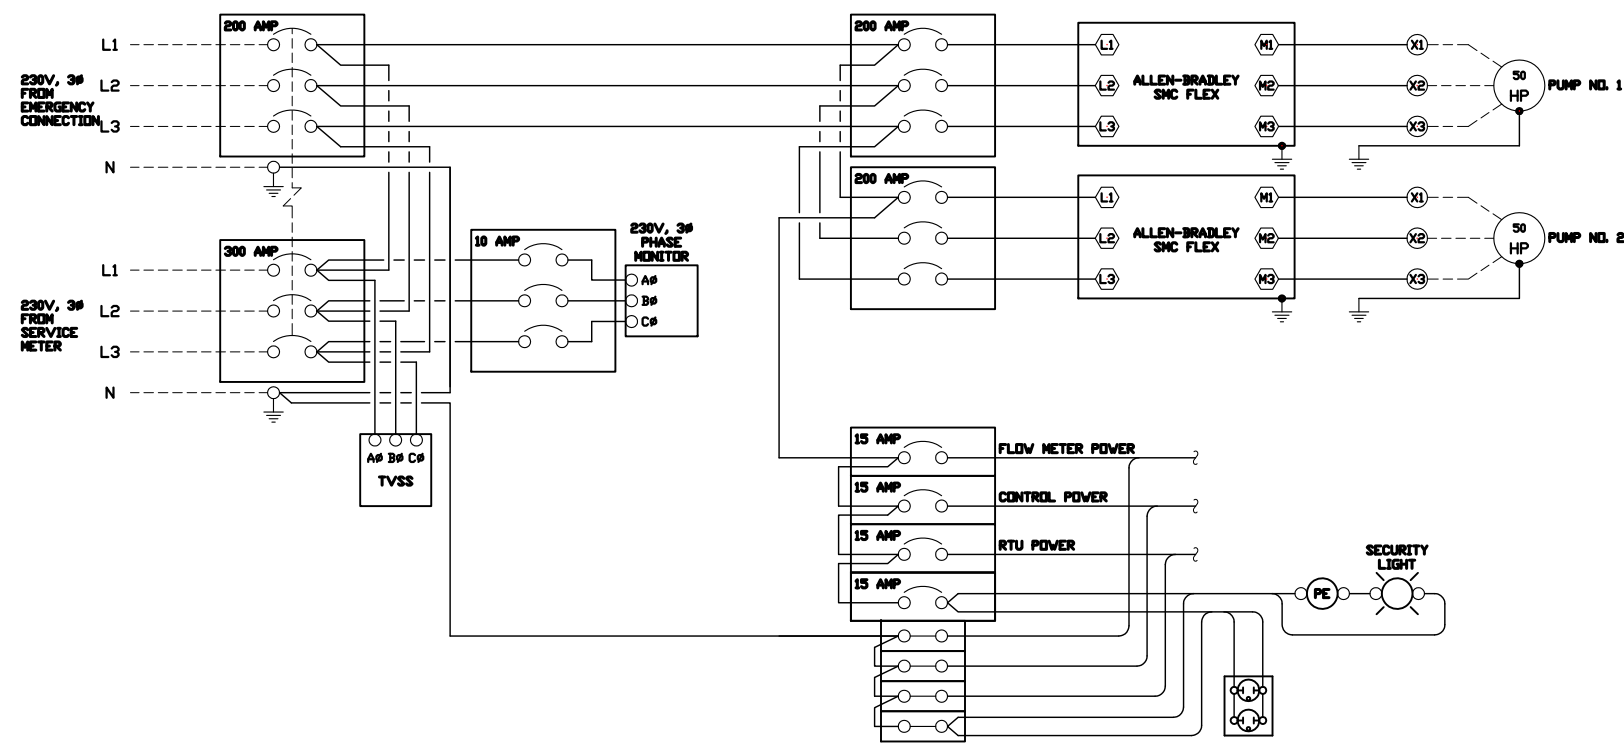 200 AMP
L1
L2
L3
N
230V, 3Ø
FROM
EMERGENCY
CONNECTION
300 AMP
L1
L2
L3
N
230V, 3Ø
FROM
SERVICE
METER
10 AMP
230V, 3Ø
PHASE
MONITOR
AØ
BØ
CØ
AØ BØ CØ
TVSS
200 AMP
L1
L2
L3
ALLEN-BRADLEY
SMC FLEX
M1
M2
M3
X1
X2
X3
50
HP
PUMP NO. 1
200 AMP
L1
L2
L3
ALLEN-BRADLEY
SMC FLEX
M1
M2
M3
X1
X2
X3
50
HP
PUMP NO. 2
15 AMP
FLOW METER POWER
15 AMP
CONTROL POWER
15 AMP
RTU POWER
15 AMP
PE
SECURITY
LIGHT